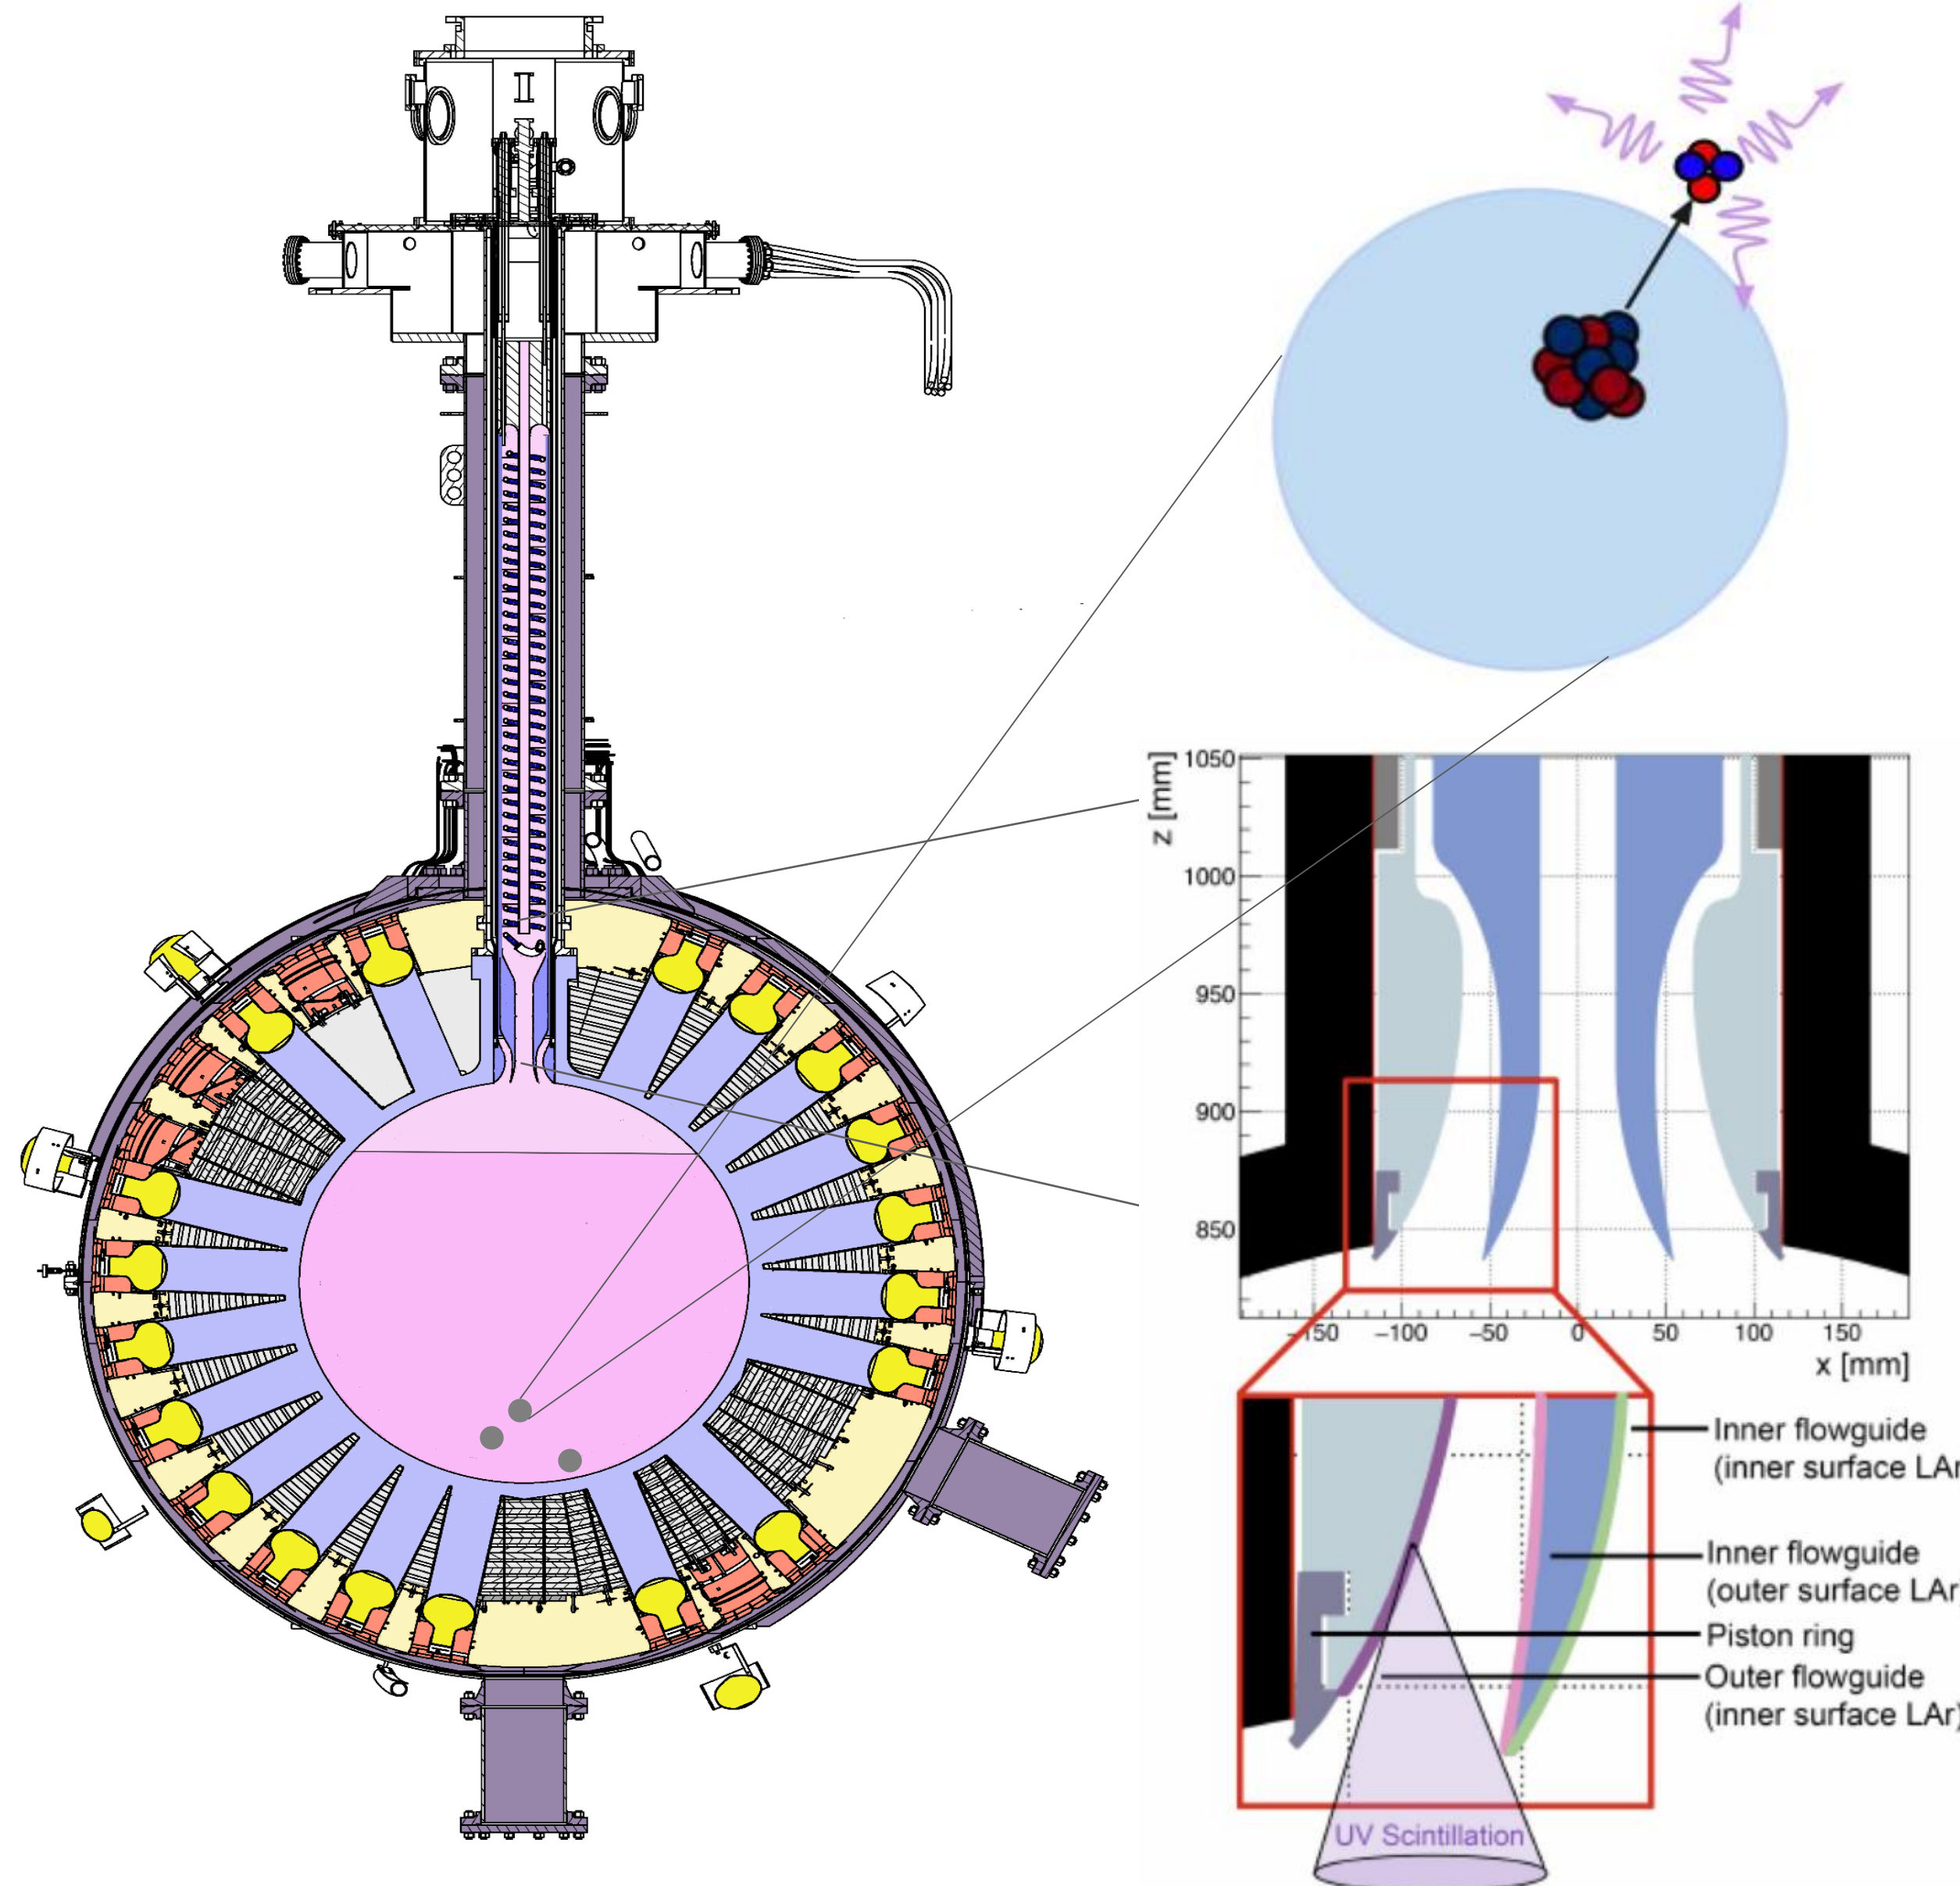 z [mm]
1050
1000
950
900
850
−150 −100 −50 0 50 100 150
x [mm]
Inner flowguide
(inner surface LAr
Inner flowguide
(outer surface LAr
Piston ring
Outer flowguide
(inner surface LAr)
UV Scintillation